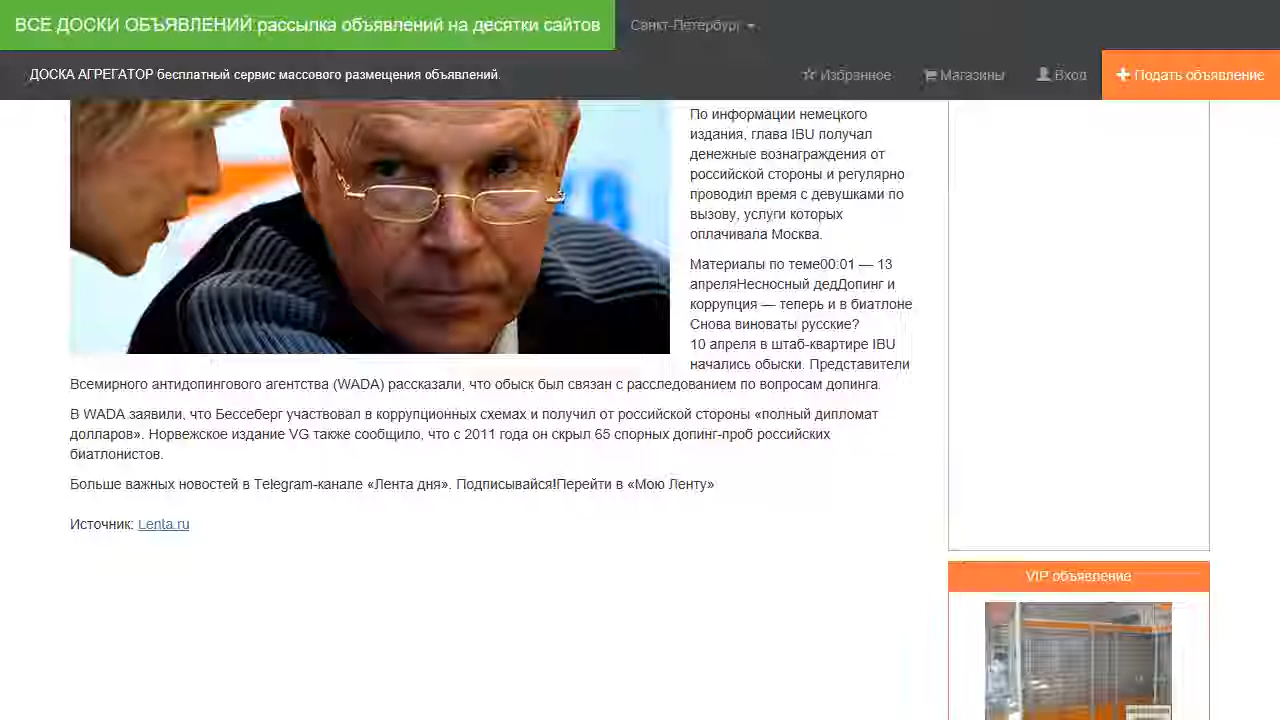 ВСЕ ДОСКИ ОБЪЯВЛЕНИЙ рассылка объявлений на десятки сайтов
Санкт-Петербург
ДОСКА АГРЕГАТОР бесплатный сервис массового размещения объявлений.
Избранное
Магазины
Вход
Подать объявление
По информации немецкого
издания, глава IBU получал
денежные вознаграждения от
российской стороны и регулярно
проводил время с девушками по
вызову, услуги которых
оплачивала Москва.
Материалы по теме00:01 — 13
апреляНесносный дедДопинг и
коррупция — теперь и в биатлоне
Снова виноваты русские?
10 апреля в штаб-квартире IBU
начались обыски. Представители
Всемирного антидопингового агентства (WADA) рассказали, что обыск был связан с расследованием по вопросам допинга.
В WADA заявили, что Бессеберг участвовал в коррупционных схемах и получил от российской стороны «полный дипломат
долларов». Норвежское издание VG также сообщило, что с 2011 года он скрыл 65 спорных допинг-проб российских
биатлонистов.
Больше важных новостей в Telegram-канале «Лента дня». Подписывайся!Перейти в «Мою Ленту»
Источник: Lenta.ru
VIP объявление